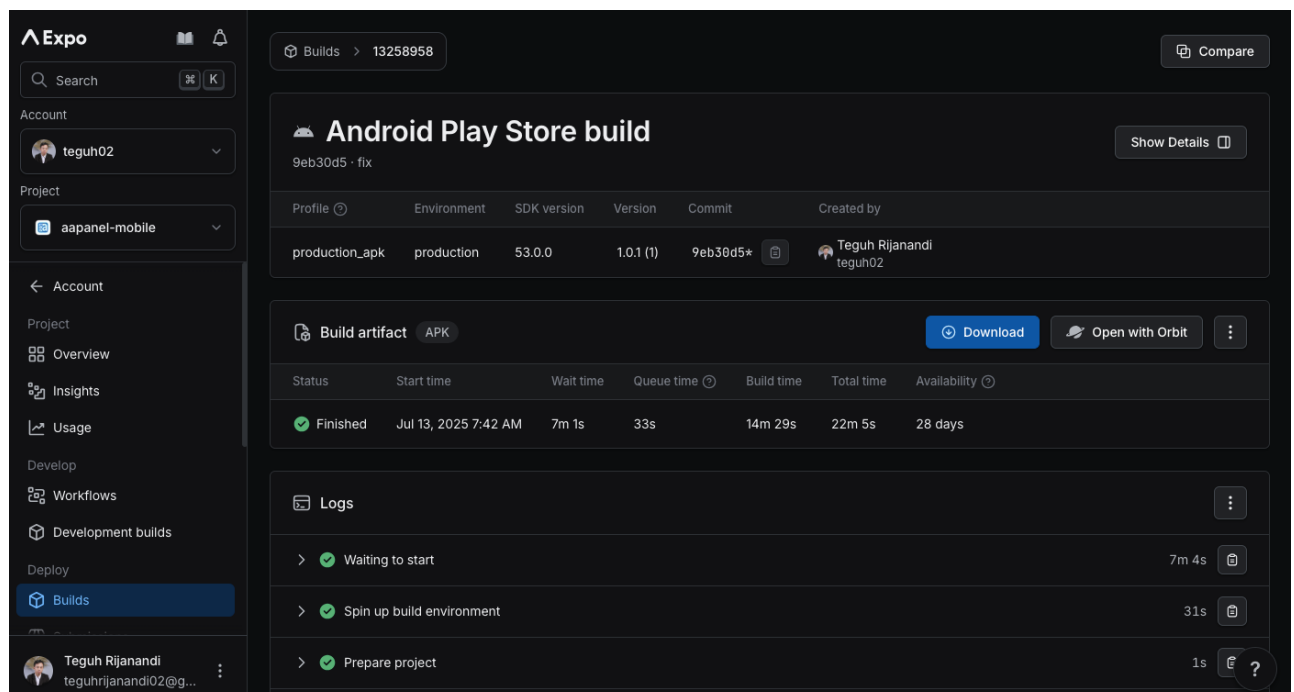 Expo
Search ⌘ K
Account
teguh02
Project
aapanel-mobile
Account
Project
Overview
Insights
Usage
Develop
Workflows
Development builds
Deploy
Builds
Teguh Rijanandi
teguhrijanandi02@g...
Builds > 13258958
Compare
Android Play Store build
9eb30d5 · fix
Show Details
Profile Environment SDK version Version Commit Created by
production_apk production 53.0.0 1.0.1 (1) 9eb30d5* Teguh Rijanandi
teguh02
Build artifact APK
Download Open with Orbit
Status Start time Wait time Queue time Build time Total time Availability
Finished Jul 13, 2025 7:42 AM 7m 1s 33s 14m 29s 22m 5s 28 days
Logs
Waiting to start 7m 4s
Spin up build environment 31s
Prepare project 1s
?